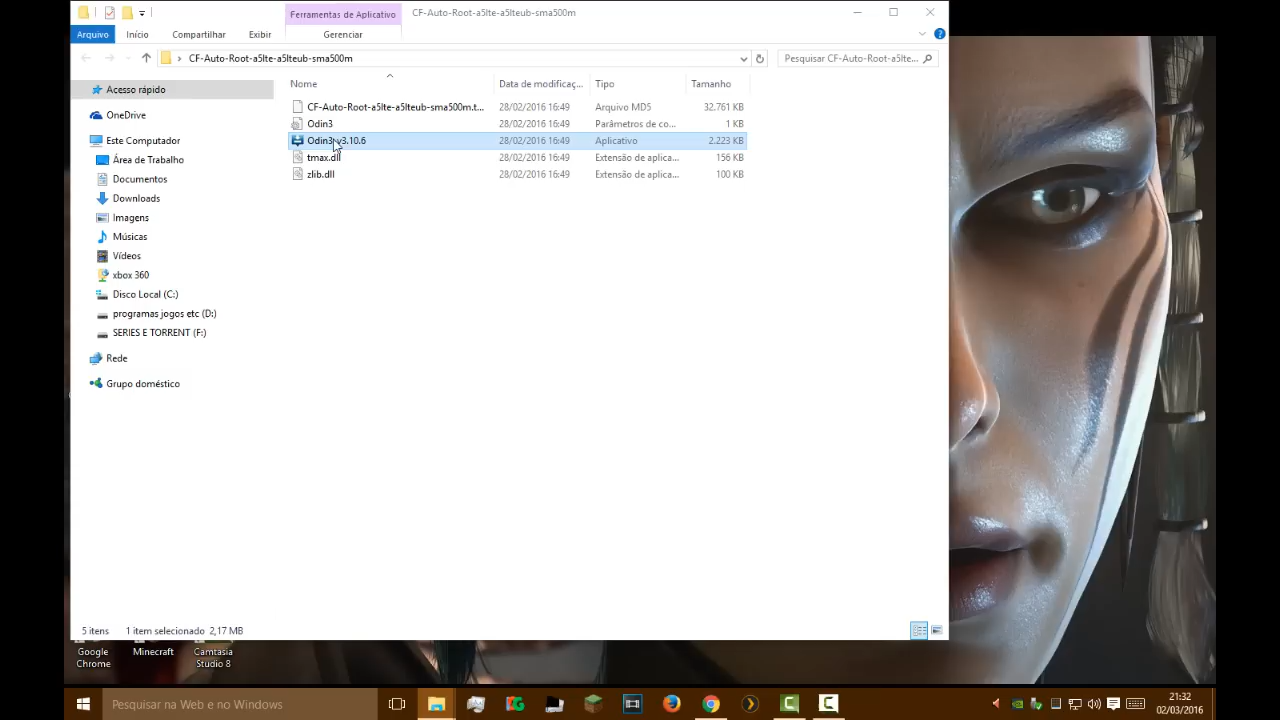 Ferramentas de Aplicativo
CF-Auto-Root-a5lte-a5lteub-sma500m
Arquivo
Início
Compartilhar
Exibir
Gerenciar
CF-Auto-Root-a5lte-a5lteub-sma500m
Pesquisar CF-Auto-Root-a5lte...
Nome
Data de modificaç...
Tipo
Tamanho
CF-Auto-Root-a5lte-a5lteub-sma500m.t...
28/02/2016 16:49
Arquivo MD5
32.761 KB
Odin3
28/02/2016 16:49
Parâmetros de co...
1 KB
Odin3 v3.10.6
28/02/2016 16:49
Aplicativo
2.223 KB
tmax.dll
28/02/2016 16:49
Extensão de aplica...
156 KB
zlib.dll
28/02/2016 16:49
Extensão de aplica...
100 KB
Acesso rápido
OneDrive
Este Computador
Área de Trabalho
Documentos
Downloads
Imagens
Músicas
Vídeos
xbox 360
Disco Local (C:)
programas jogos etc (D:)
SERIES E TORRENT (F:)
Rede
Grupo doméstico
5 itens
1 item selecionado 2,17 MB
Google
Chrome
Minecraft
Camtasia
Studio 8
Pesquisar na Web e no Windows
21:32
02/03/2016